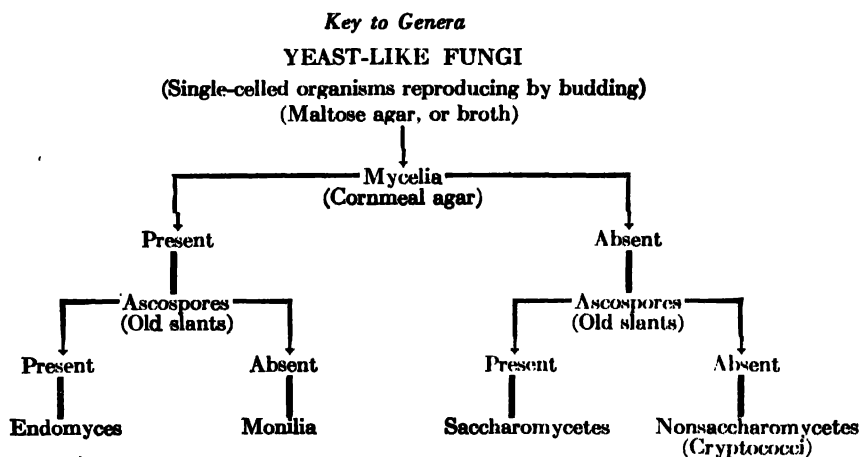 Key to Genera
YEAST-LIKE FUNGI
(Single-celled organisms reproducing by budding)
(Maltose agar, or broth)
Mycelia
(Cornmeal agar)
Present
Absent
Ascospores
(Old slants)
Ascospores
(Old slants)
Present
Absent
Present
Absent
Endomyces
Monilia
Saccharomycetes
Nonsaccharomycetes
(Cryptococci)